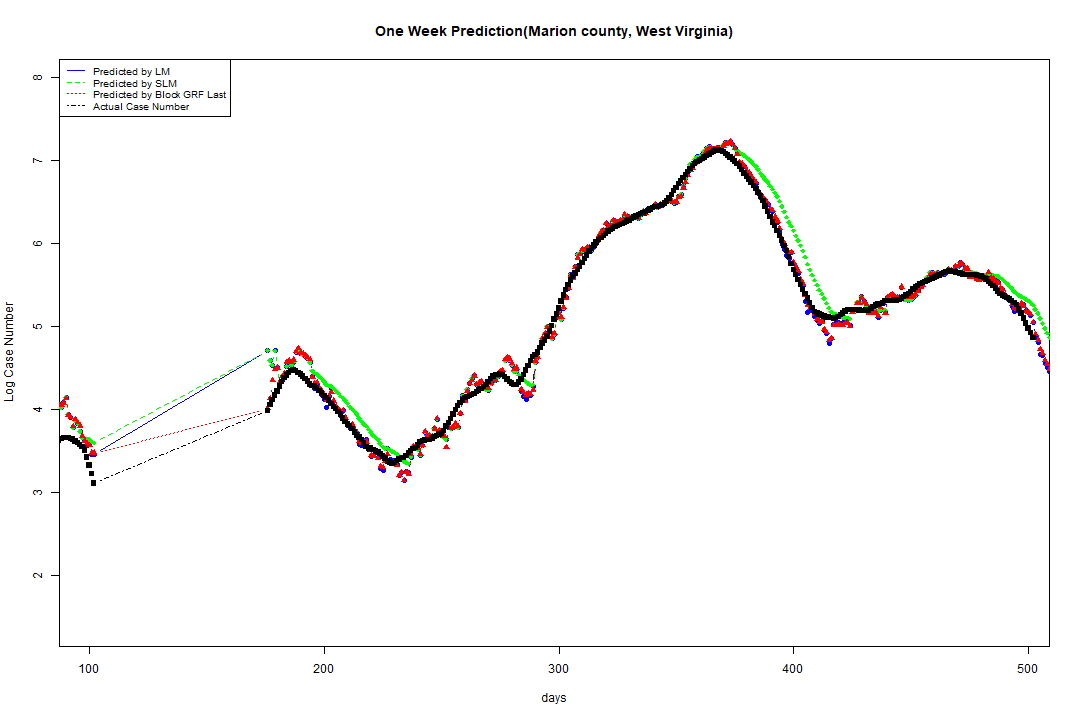 One Week Prediction(Marion county, West Virginia)
Predicted by LM
Predicted by SLM
Predicted by Block GRF Last
Actual Case Number
8
7
6
5
4
3
2
Log Case Number
100 200 300 400 500
days